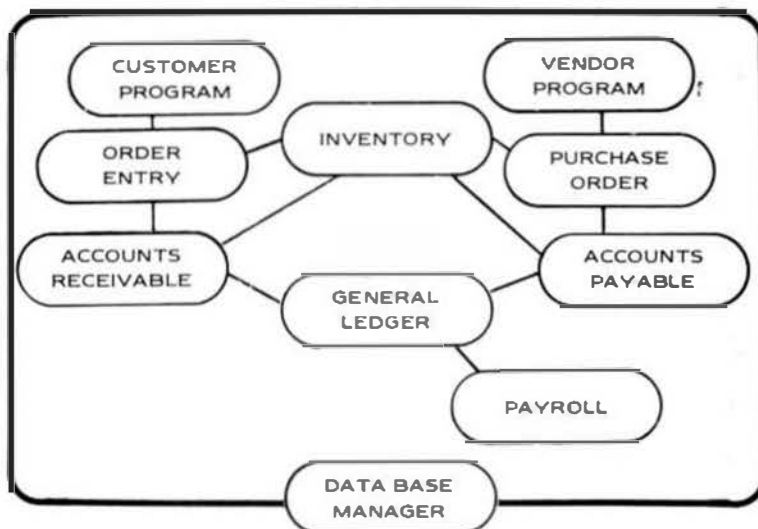 CUSTOMER
PROGRAM
VENDOR
PROGRAM
ORDER
ENTRY
INVENTORY
PURCHASE
ORDER
ACCOUNTS
RECEIVABLE
ACCOUNTS
PAYABLE
GENERAL
LEDGER
PAYROLL
DATA BASE
MANAGER